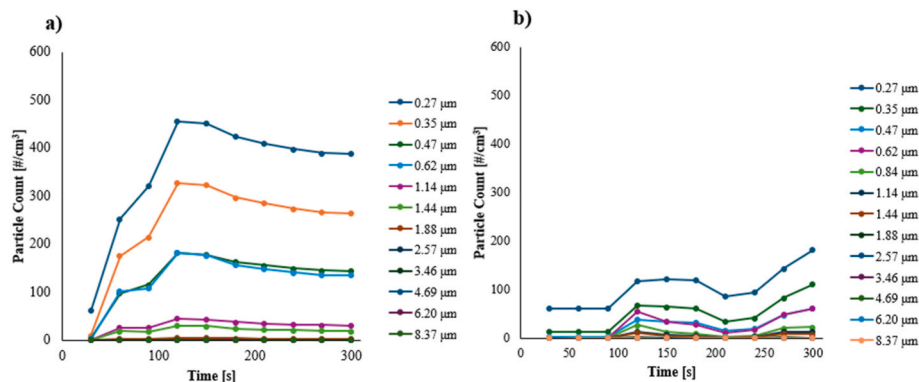 a)
600
500
400
300
200
100
0
Particle Count [#/cm³]
0 100 200 300
Time [s]
0.27 µm
0.35 µm
0.47 µm
0.62 µm
1.14 µm
1.44 µm
1.88 µm
2.57 µm
3.46 µm
4.69 µm
6.20 µm
8.37 µm
b)
600
500
400
300
200
100
0
Particle Count [#/cm³]
0 50 100 150 200 250 300
Time [s]
0.27 µm
0.35 µm
0.47 µm
0.62 µm
0.84 µm
1.14 µm
1.44 µm
1.88 µm
2.57 µm
3.46 µm
4.69 µm
6.20 µm
8.37 µm